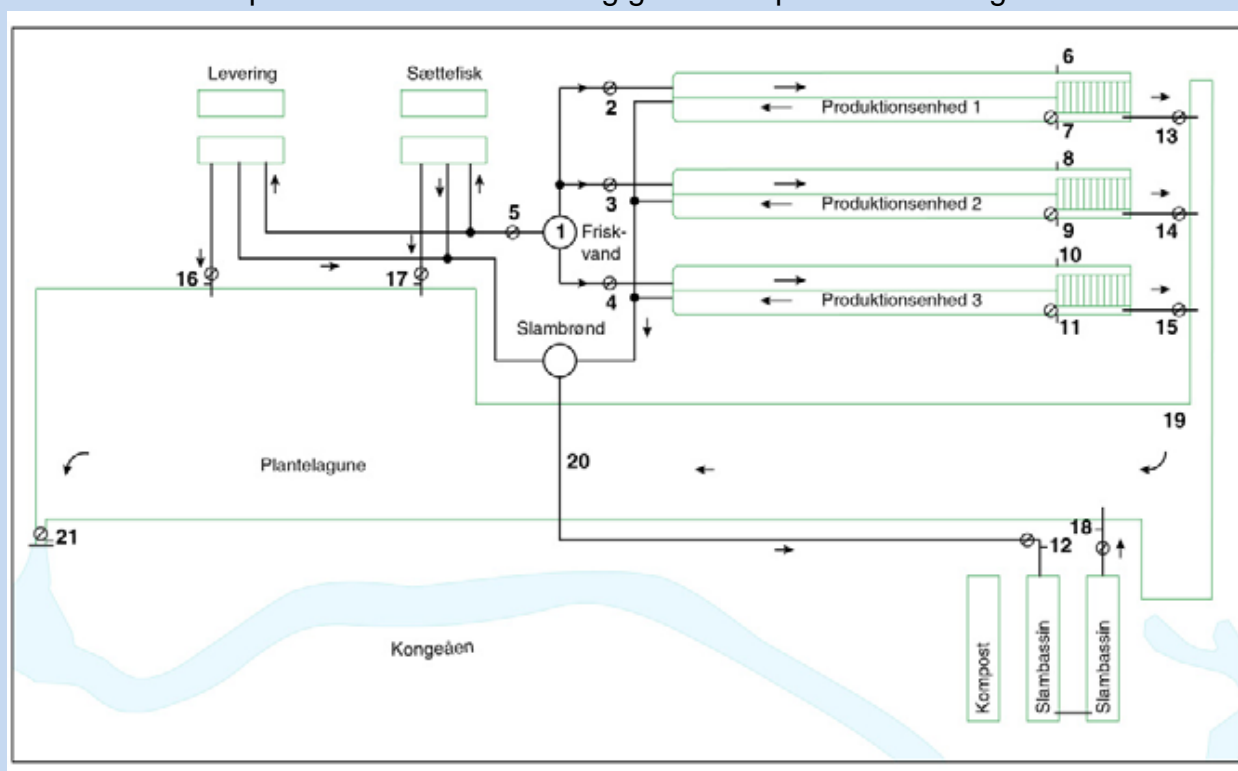 Levering
Sættefisk
6
2
Produktionsenhed 1
7
13
8
3
Produktionsenhed 2
5
1
Frisk-
vand
9
14
10
16
17
4
Produktionsenhed 3
11
15
Slambrønd
19
Plantelagune
20
18
21
12
Kongeåen
Kompost
Slambassin
Slambassin